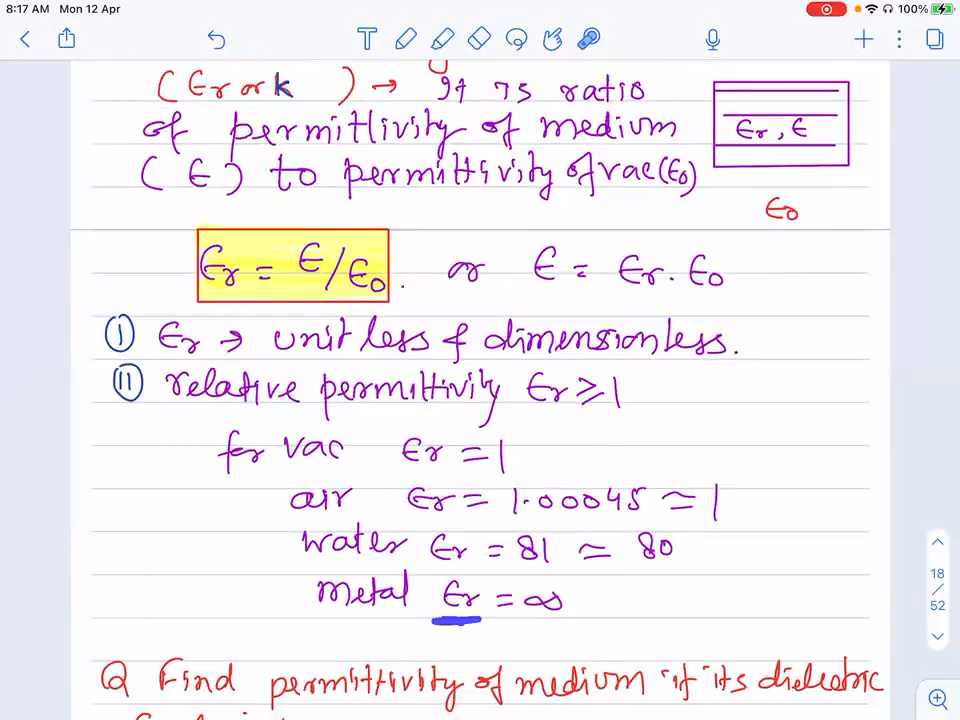 8:17 AM Mon 12 Apr
100%
(Er or k) → It is ratio
of permittivity of medium
(ϵ) to permittivity of vac(ϵ0)
ϵr, ϵ
ϵ0
ϵr = ϵ/ϵ0. or ϵ = ϵr.ϵ0
(i) ϵr → unitless & dimensionless.
(ii) relative permittivity ϵr ≥ 1
for vac ϵr = 1
air ϵr = 1.00045 ≃ 1
water ϵr = 81 ≃ 80
metal ϵr = ∞
Q Find permittivity of medium if its dielectric
18
/
52